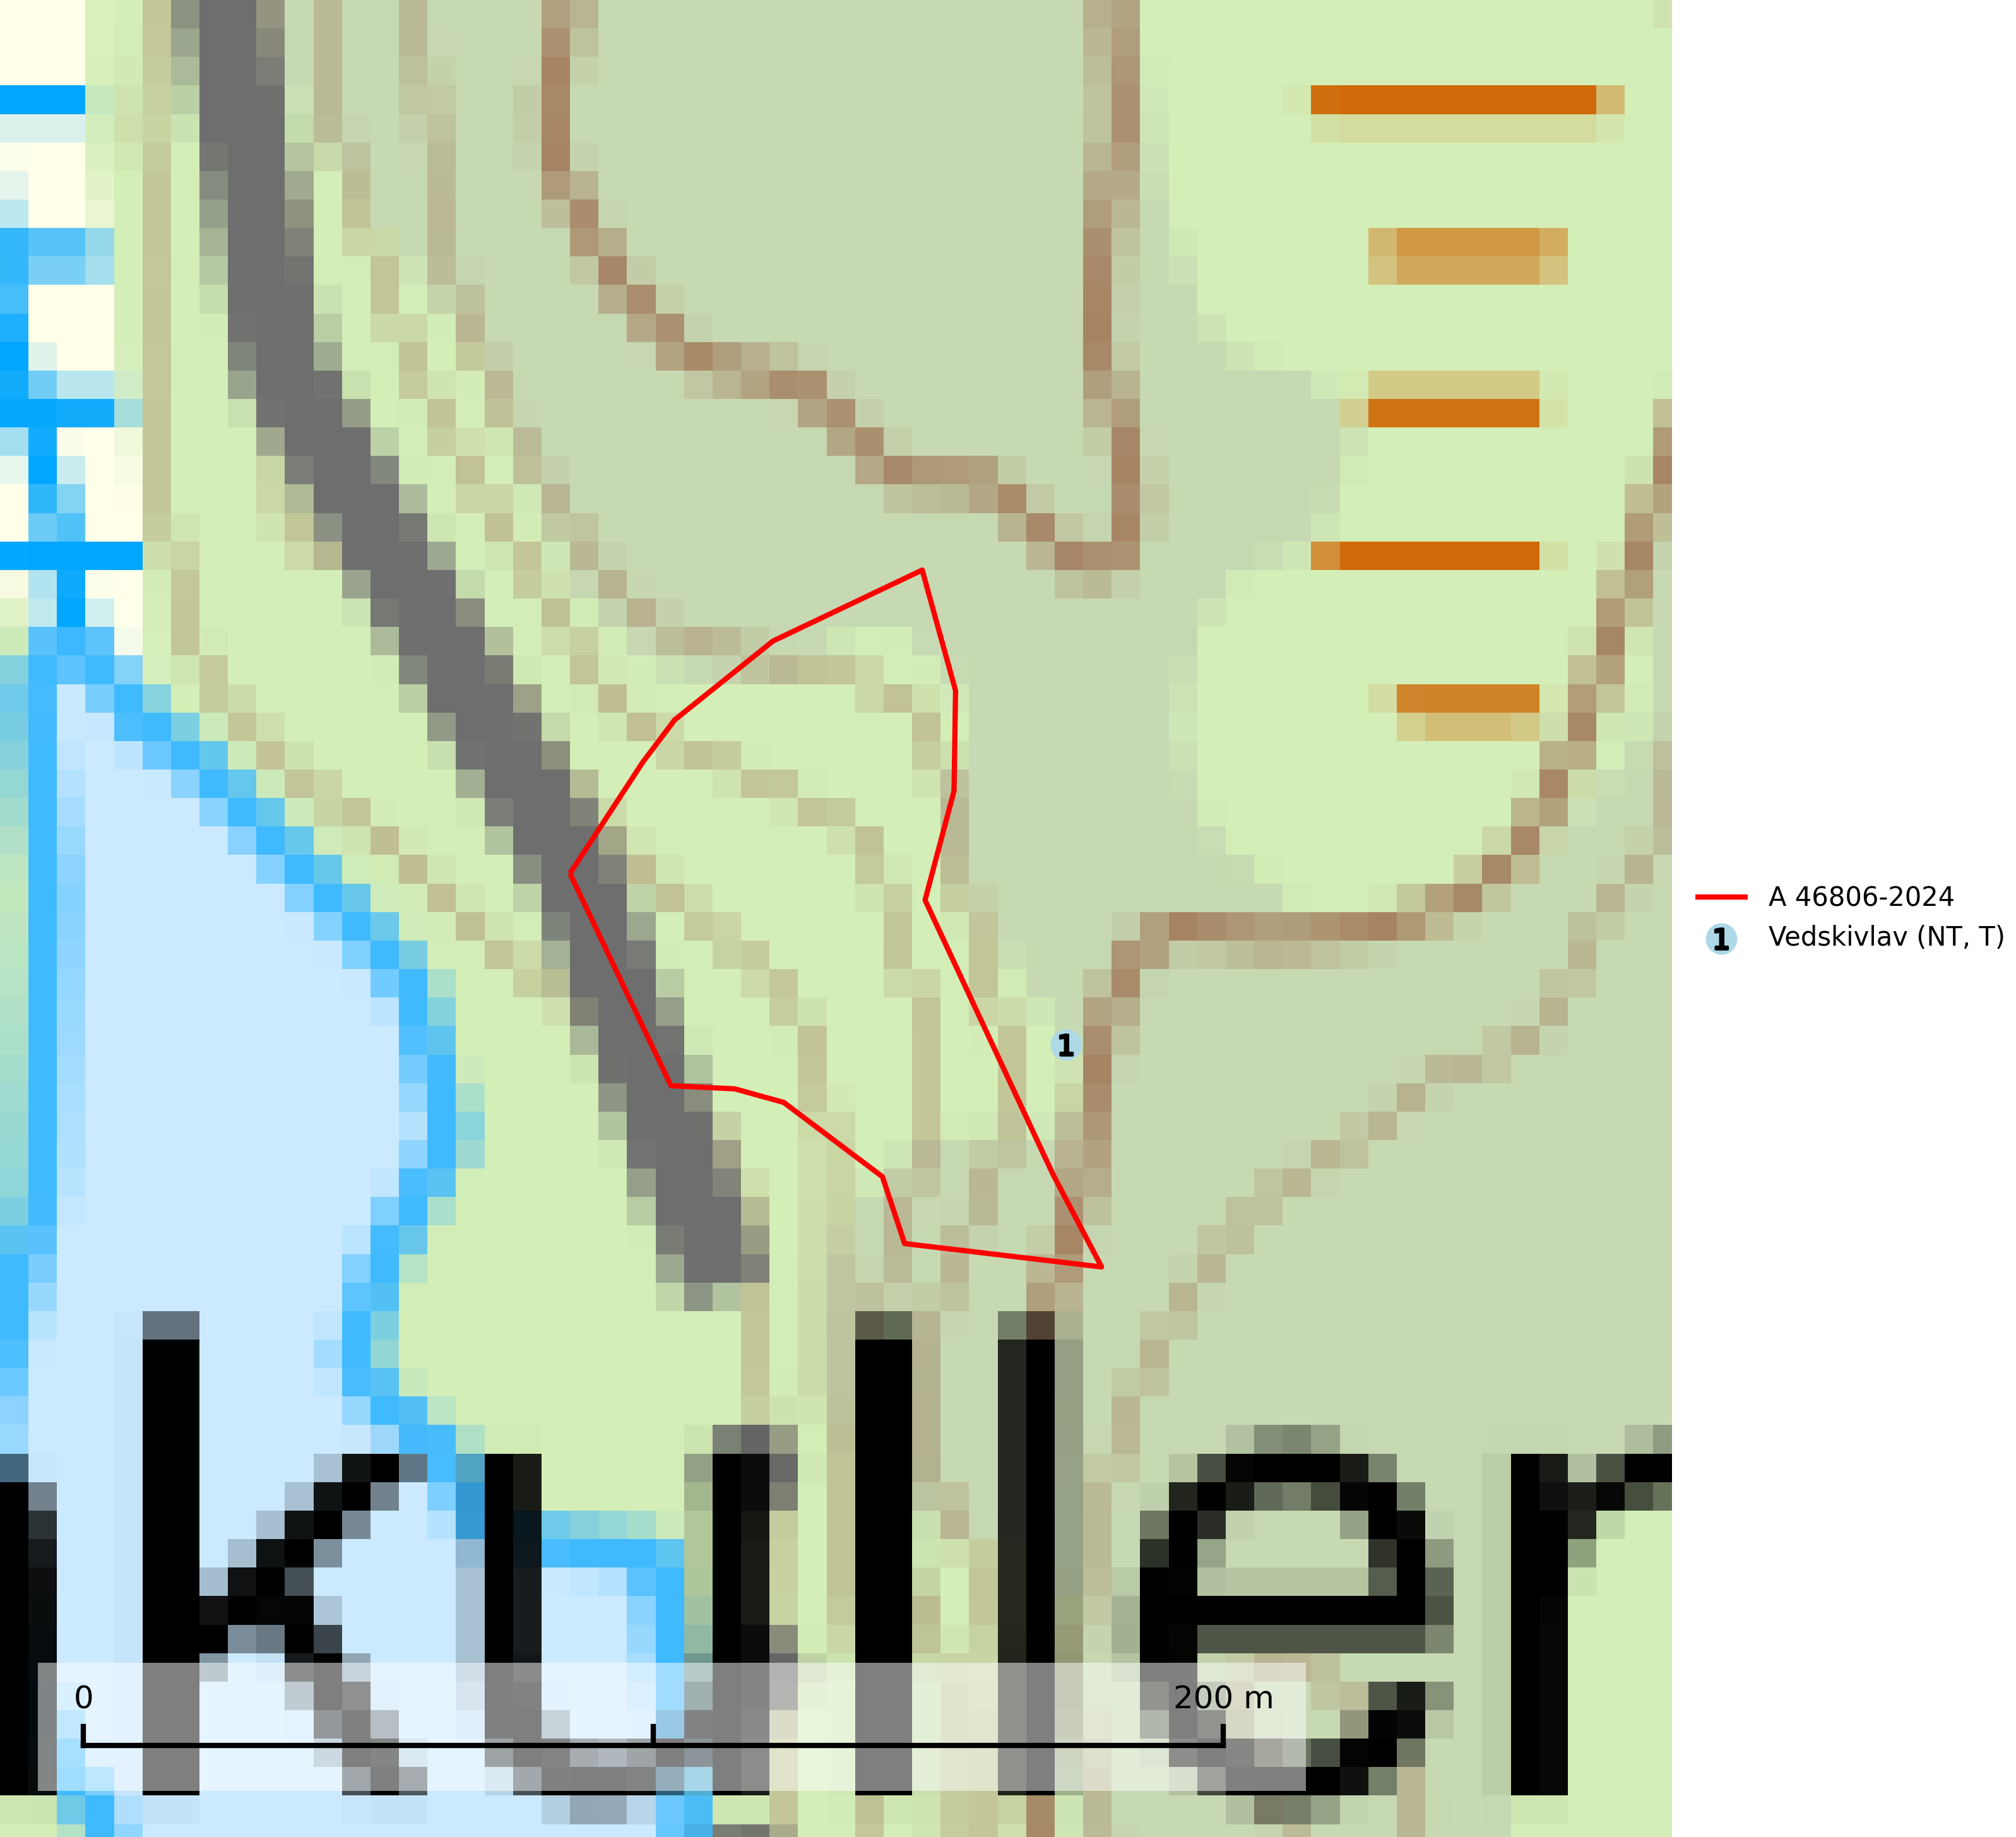 A 46806-2024
1 Vedskivlav (NT, T)
1
kuller
0 200 m